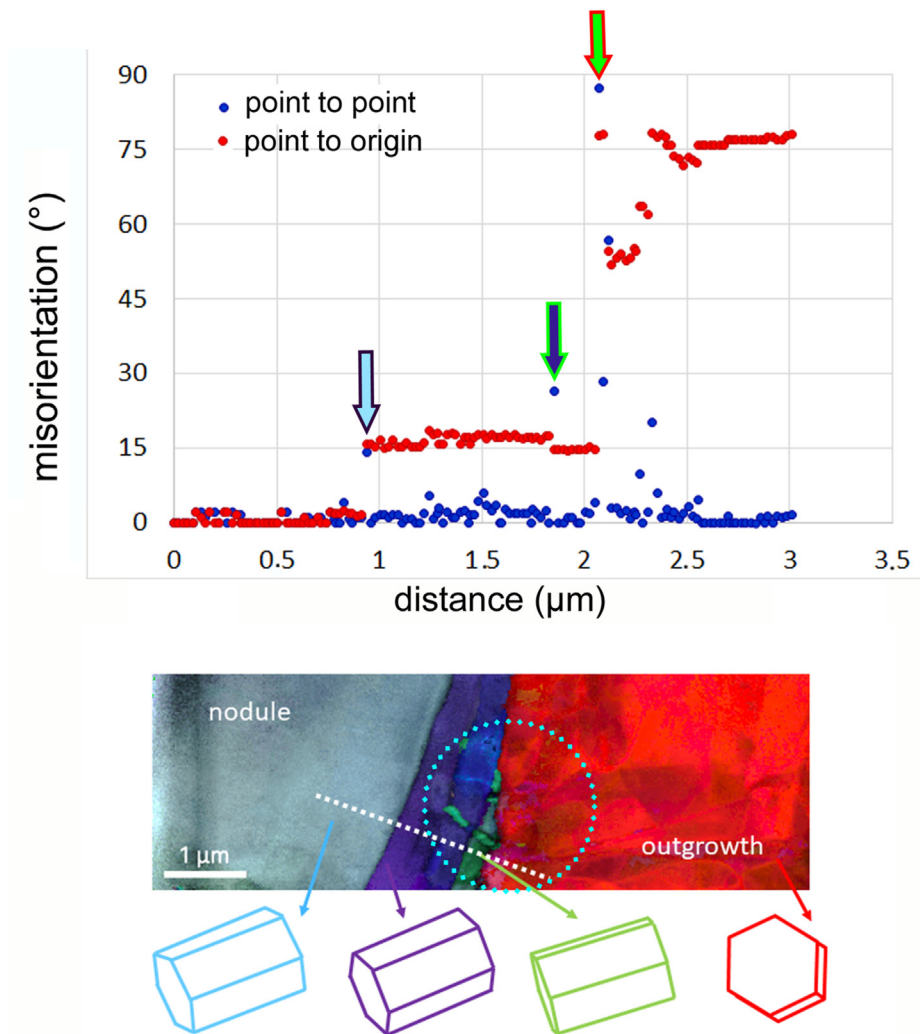 90
75
60
45
30
15
0
misorientation (°)
point to point
point to origin
0 0.5 1 1.5 2 2.5 3 3.5
distance (µm)
nodule
outgrowth
1 µm